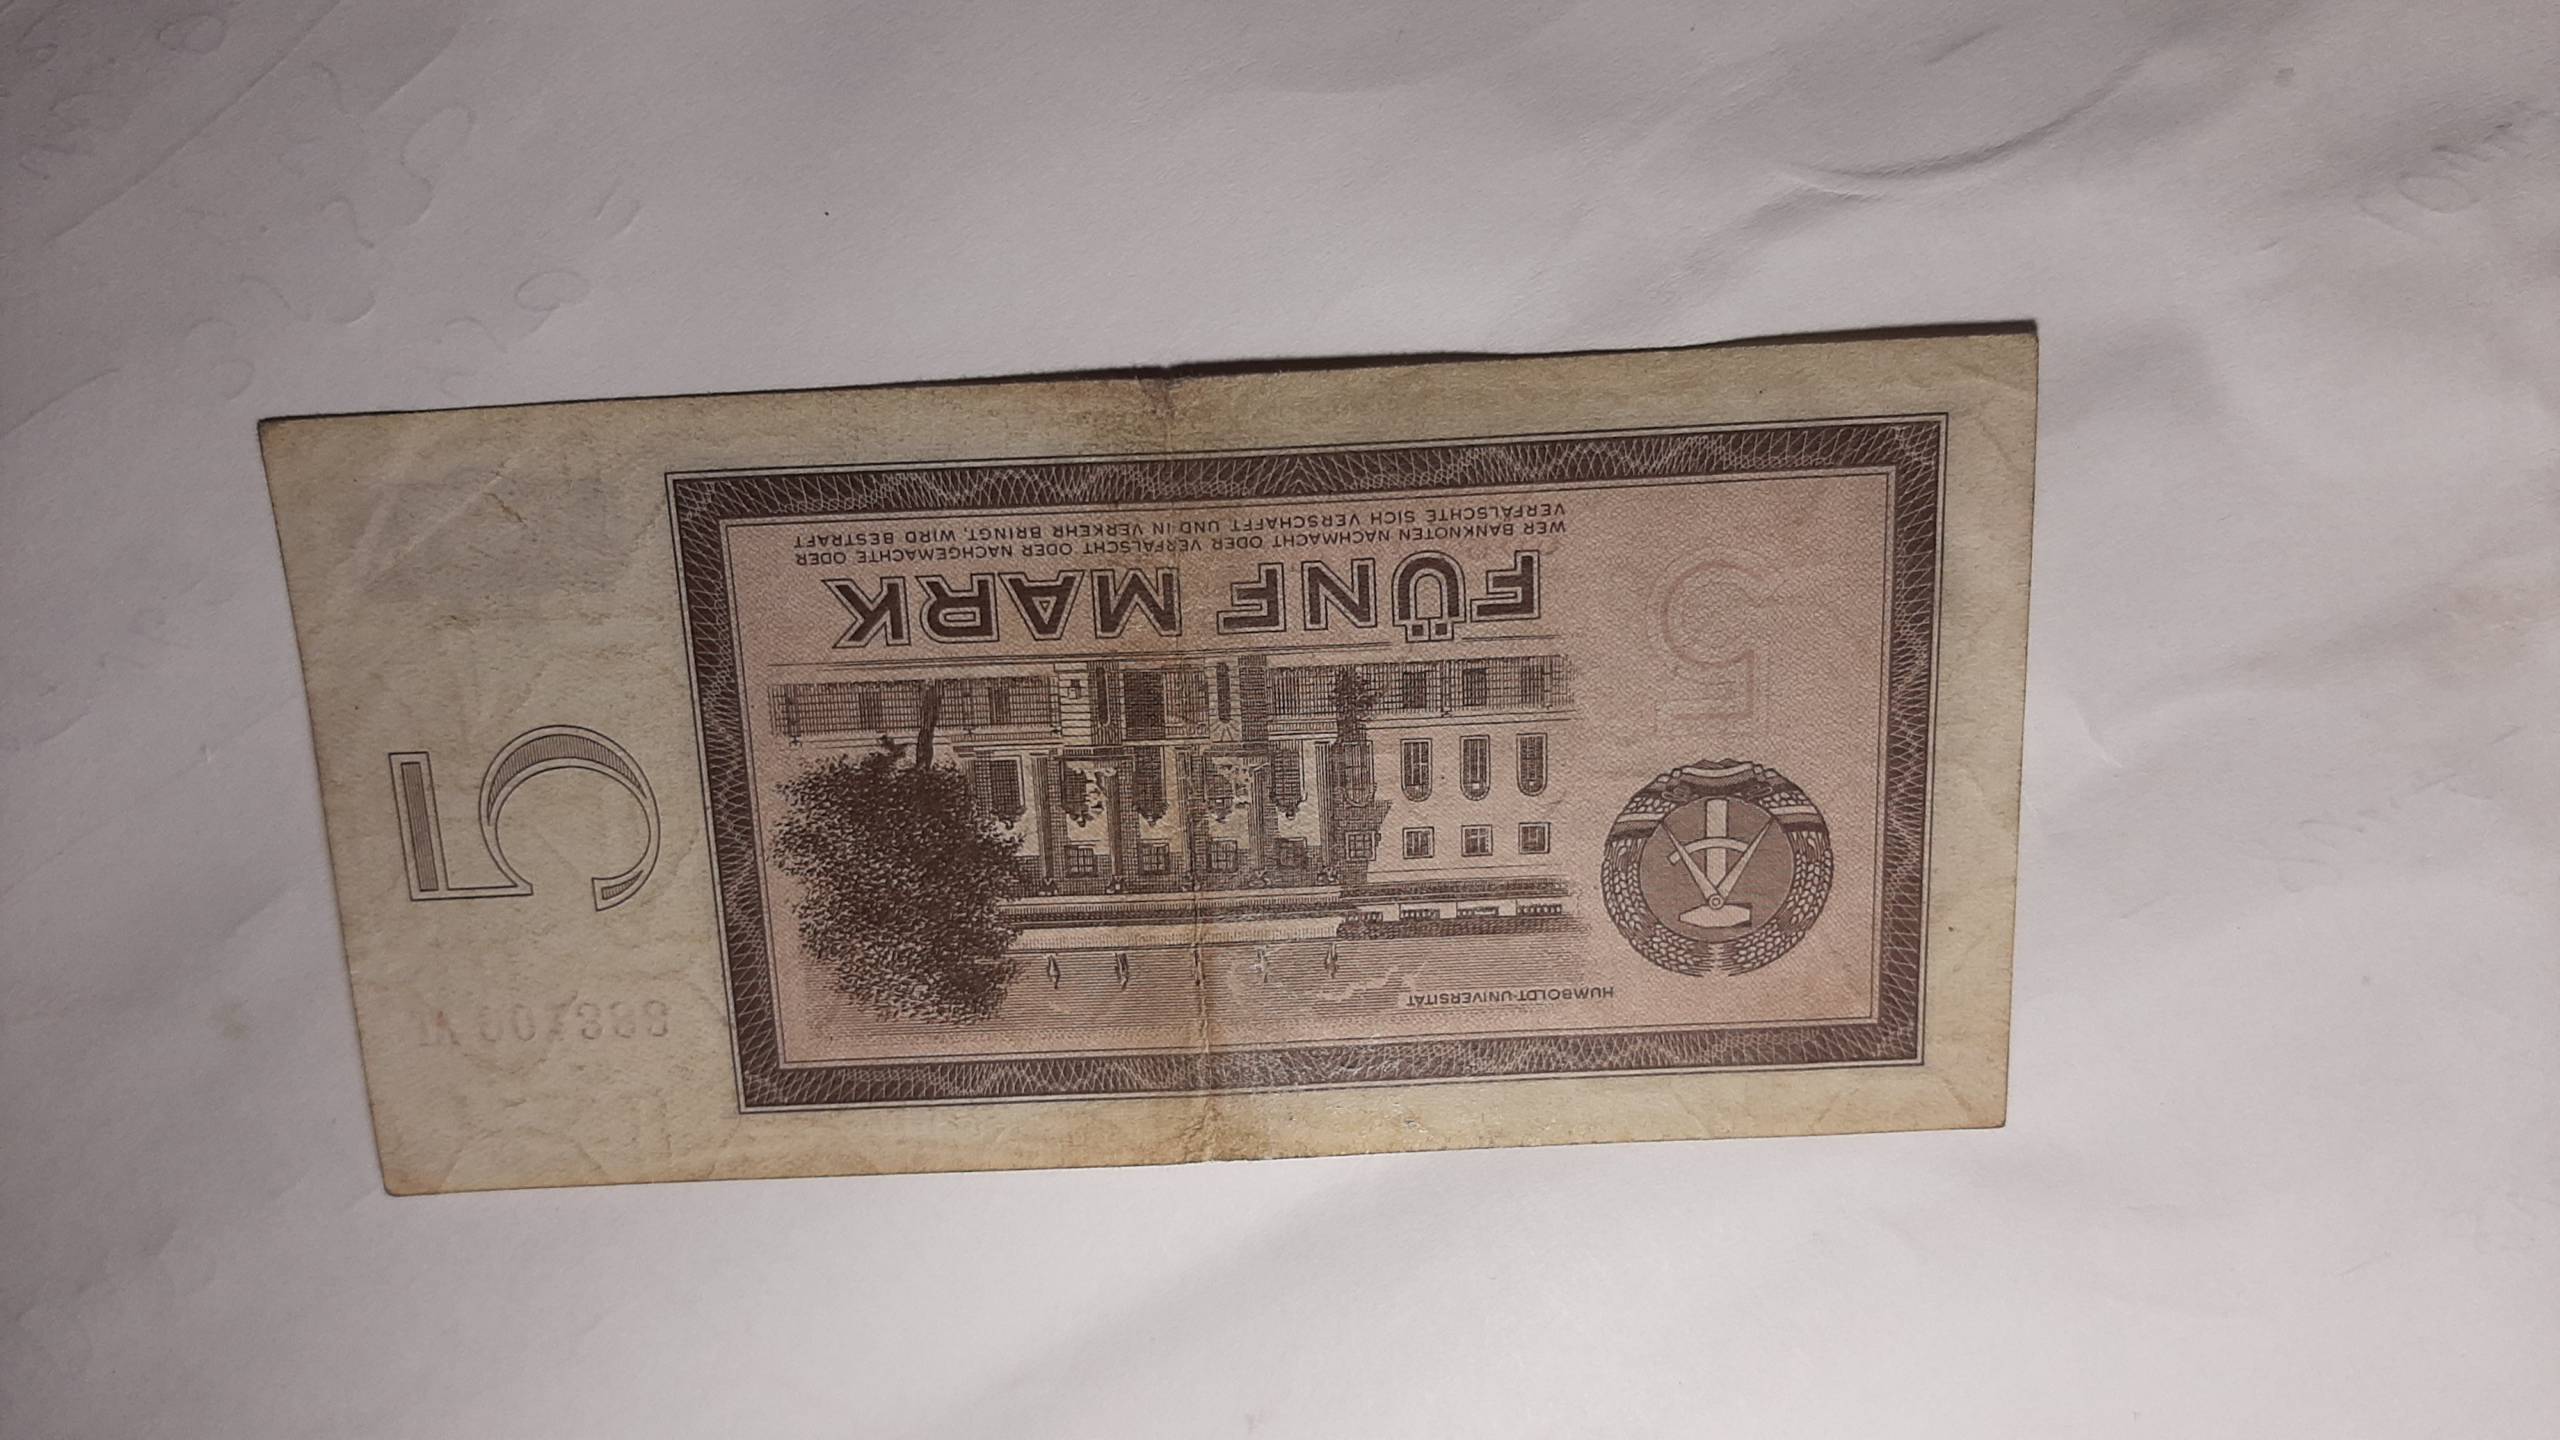 HUMBOLDT-UNIVERSITÄT
5
FÜNF MARK
WER BANKNOTEN NACHMACHT ODER VERFÄLSCHT ODER NACHGEMACHTE ODER
VERFÄLSCHTE SICH VERSCHAFFT UND IN VERKEHR BRINGT, WIRD BESTRAFT
5